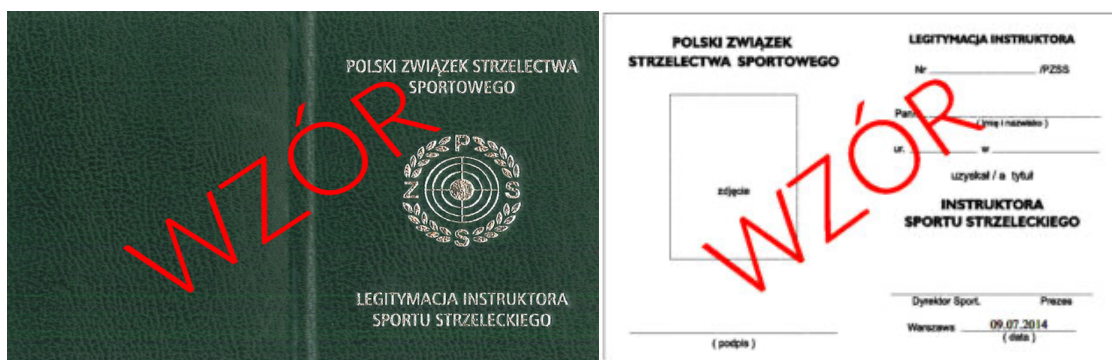 POLSKI ZWIĄZEK STRZELECTWA
SPORTOWEGO
P
Z S
S
LEGITYMACJA INSTRUKTORA
SPORTU STRZELECKIEGO
WZÓR
POLSKI ZWIĄZEK
STRZELECTWA SPORTOWEGO
zdjęcie
( podpis )
LEGITYMACJA INSTRUKTORA
Nr /PZSS
Pan
( imię i nazwisko )
ur. w
uzyskał / a tytuł
INSTRUKTORA
SPORTU STRZELECKIEGO
Dyrektor Sport. Prezes
Warszawa 09.07.2014
( data )
WZÓR